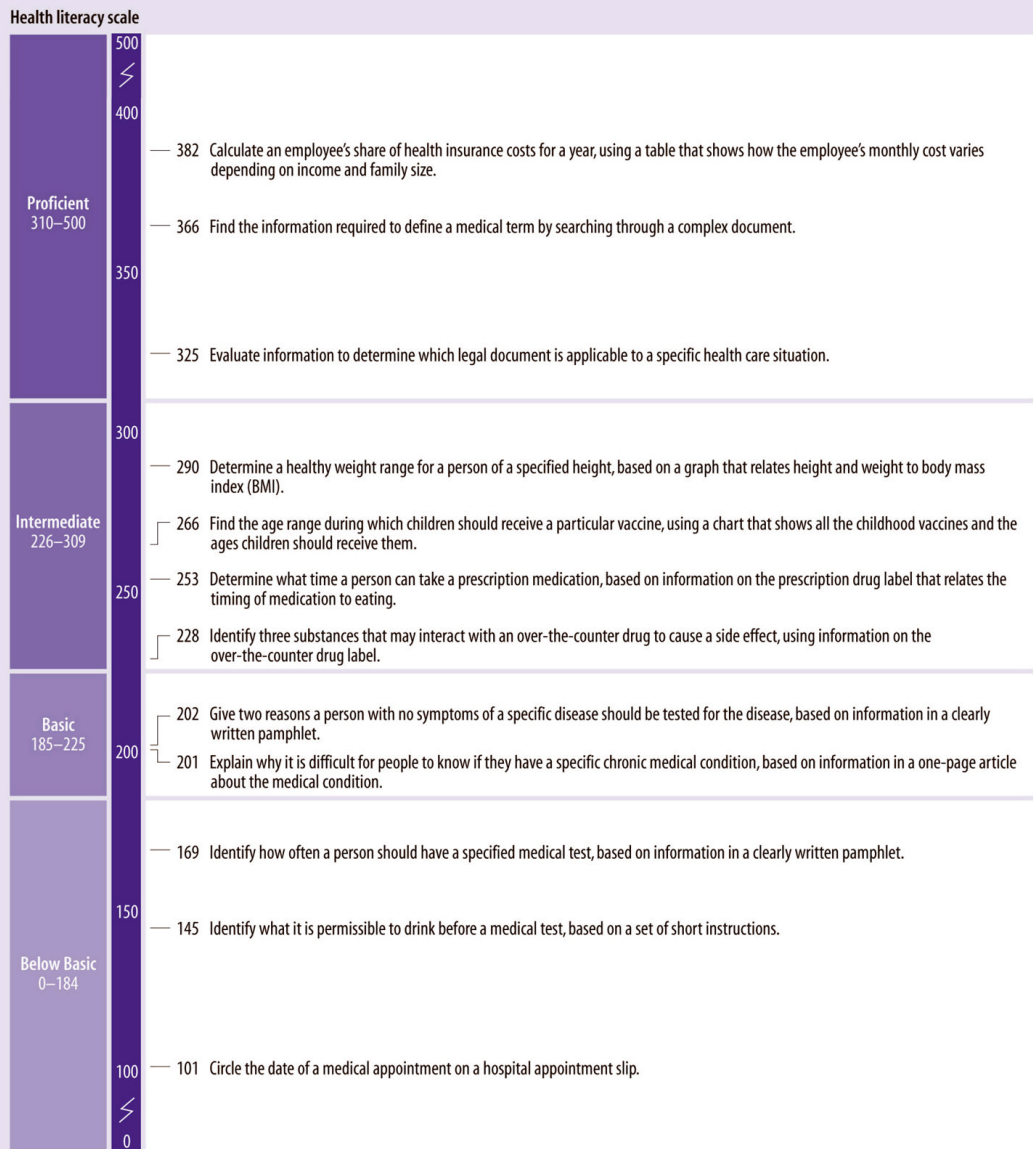 Health literacy scale
500
400
382 Calculate an employee's share of health insurance costs for a year, using a table that shows how the employee's monthly cost varies
depending on income and family size.
Proficient
310–500
366 Find the information required to define a medical term by searching through a complex document.
350
325 Evaluate information to determine which legal document is applicable to a specific health care situation.
300
290 Determine a healthy weight range for a person of a specified height, based on a graph that relates height and weight to body mass
index (BMI).
Intermediate
226–309
266 Find the age range during which children should receive a particular vaccine, using a chart that shows all the childhood vaccines and the
ages children should receive them.
250
253 Determine what time a person can take a prescription medication, based on information on the prescription drug label that relates the
timing of medication to eating.
228 Identify three substances that may interact with an over-the-counter drug to cause a side effect, using information on the
over-the-counter drug label.
Basic
185–225
202 Give two reasons a person with no symptoms of a specific disease should be tested for the disease, based on information in a clearly
written pamphlet.
200
201 Explain why it is difficult for people to know if they have a specific chronic medical condition, based on information in a one-page article
about the medical condition.
169 Identify how often a person should have a specified medical test, based on information in a clearly written pamphlet.
150
145 Identify what it is permissible to drink before a medical test, based on a set of short instructions.
Below Basic
0–184
100
101 Circle the date of a medical appointment on a hospital appointment slip.
0